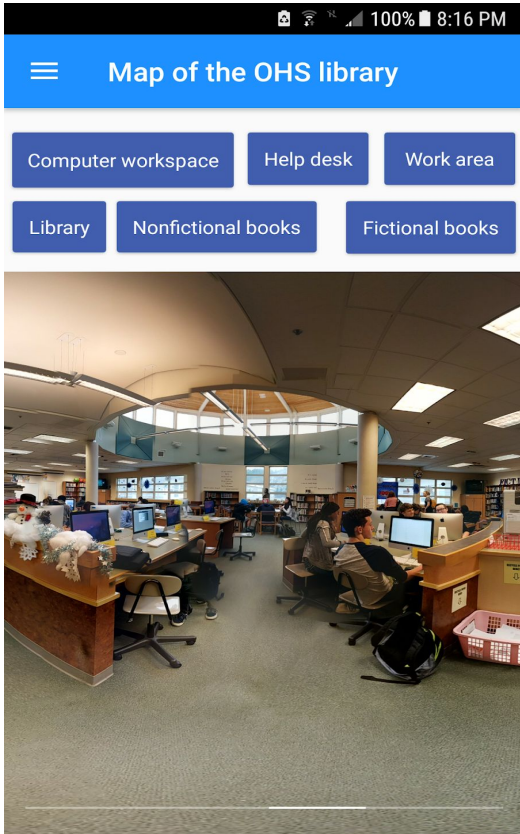 100% 8:16 PM
Map of the OHS library
Computer workspace Help desk Work area
Library Nonfictional books Fictional books